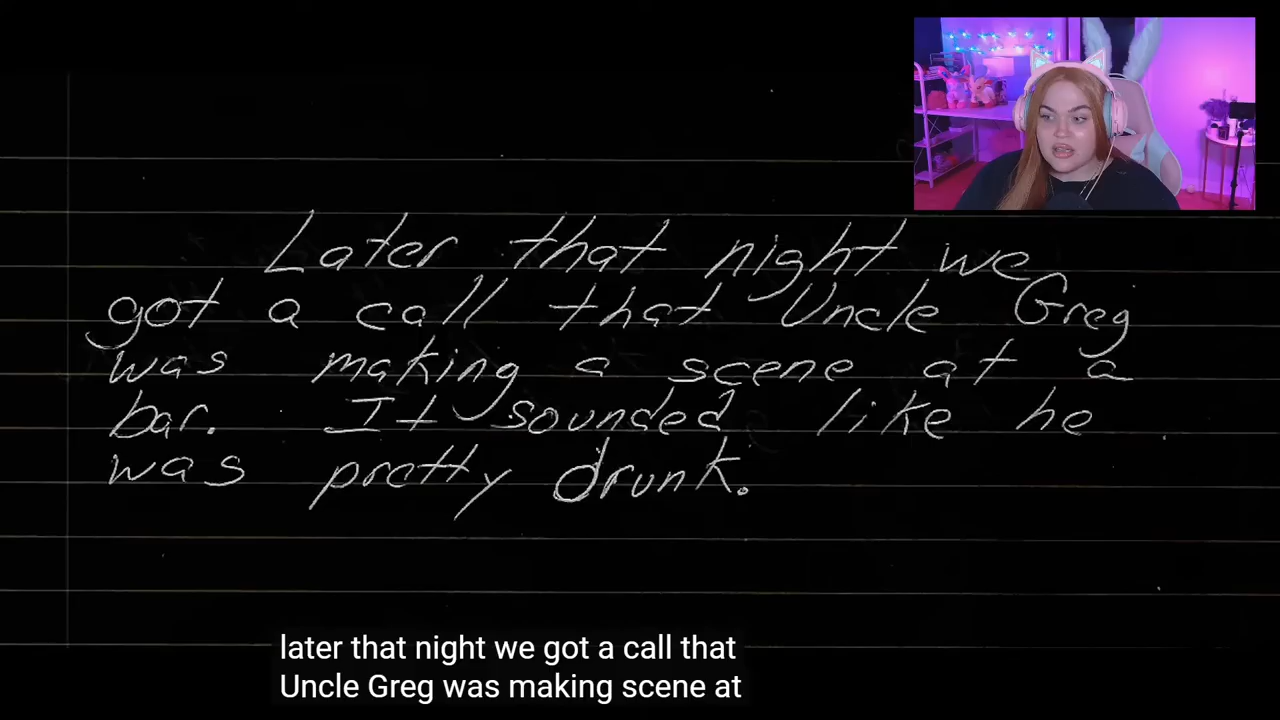 Later that night we
got a call that Uncle Greg
was making a scene at a
bar. It sounded like he
was pretty drunk.
later that night we got a call that
Uncle Greg was making scene at